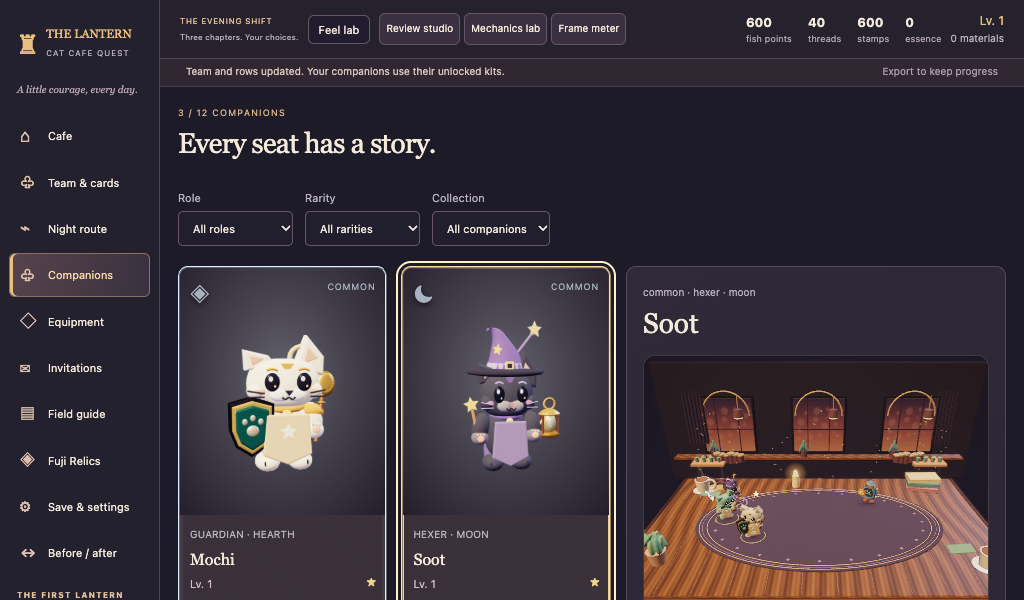 THE LANTERN
CAT CAFE QUEST
A little courage, every day.
Cafe
Team & cards
Night route
Companions
Equipment
Invitations
Field guide
Fuji Relics
Save & settings
Before / after
THE FIRST LANTERN
THE EVENING SHIFT
Three chapters. Your choices.
Feel lab
Review studio
Mechanics lab
Frame meter
600
fish points
40
threads
600
stamps
0
essence
Lv. 1
0 materials
Team and rows updated. Your companions use their unlocked kits.
Export to keep progress
3 / 12 COMPANIONS
Every seat has a story.
Role
All roles
Rarity
All rarities
Collection
All companions
COMMON
GUARDIAN · HEARTH
Mochi
Lv. 1
COMMON
HEXER · MOON
Soot
Lv. 1
common · hexer · moon
Soot